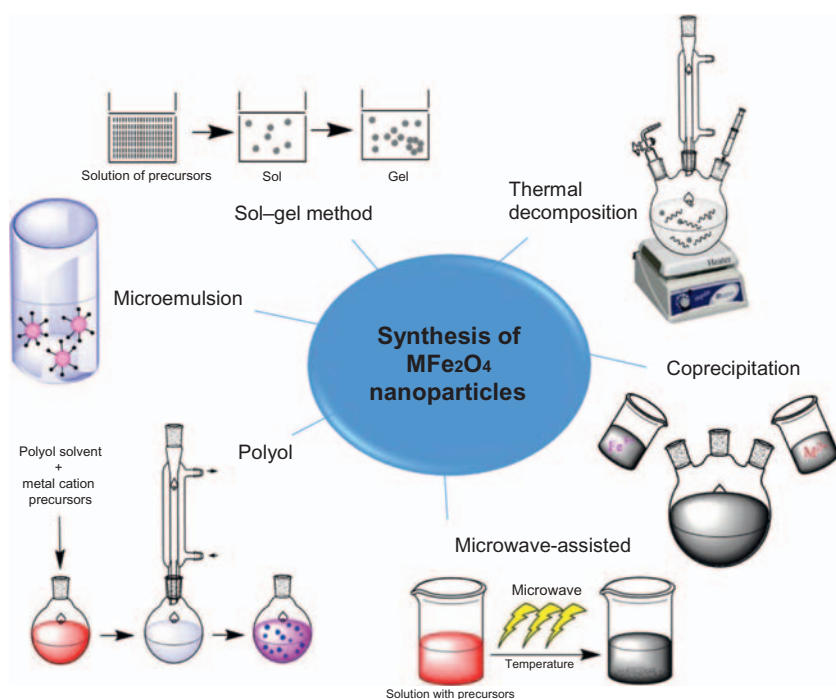 Solution of precursors
Sol
Gel
Sol–gel method
Thermal
decomposition
Heater
Microemulsion
Synthesis of
MFe₂O₄
nanoparticles
Coprecipitation
Polyol
Polyol solvent
+
metal cation
precursors
Microwave-assisted
Microwave
Temperature
Solution with precursors